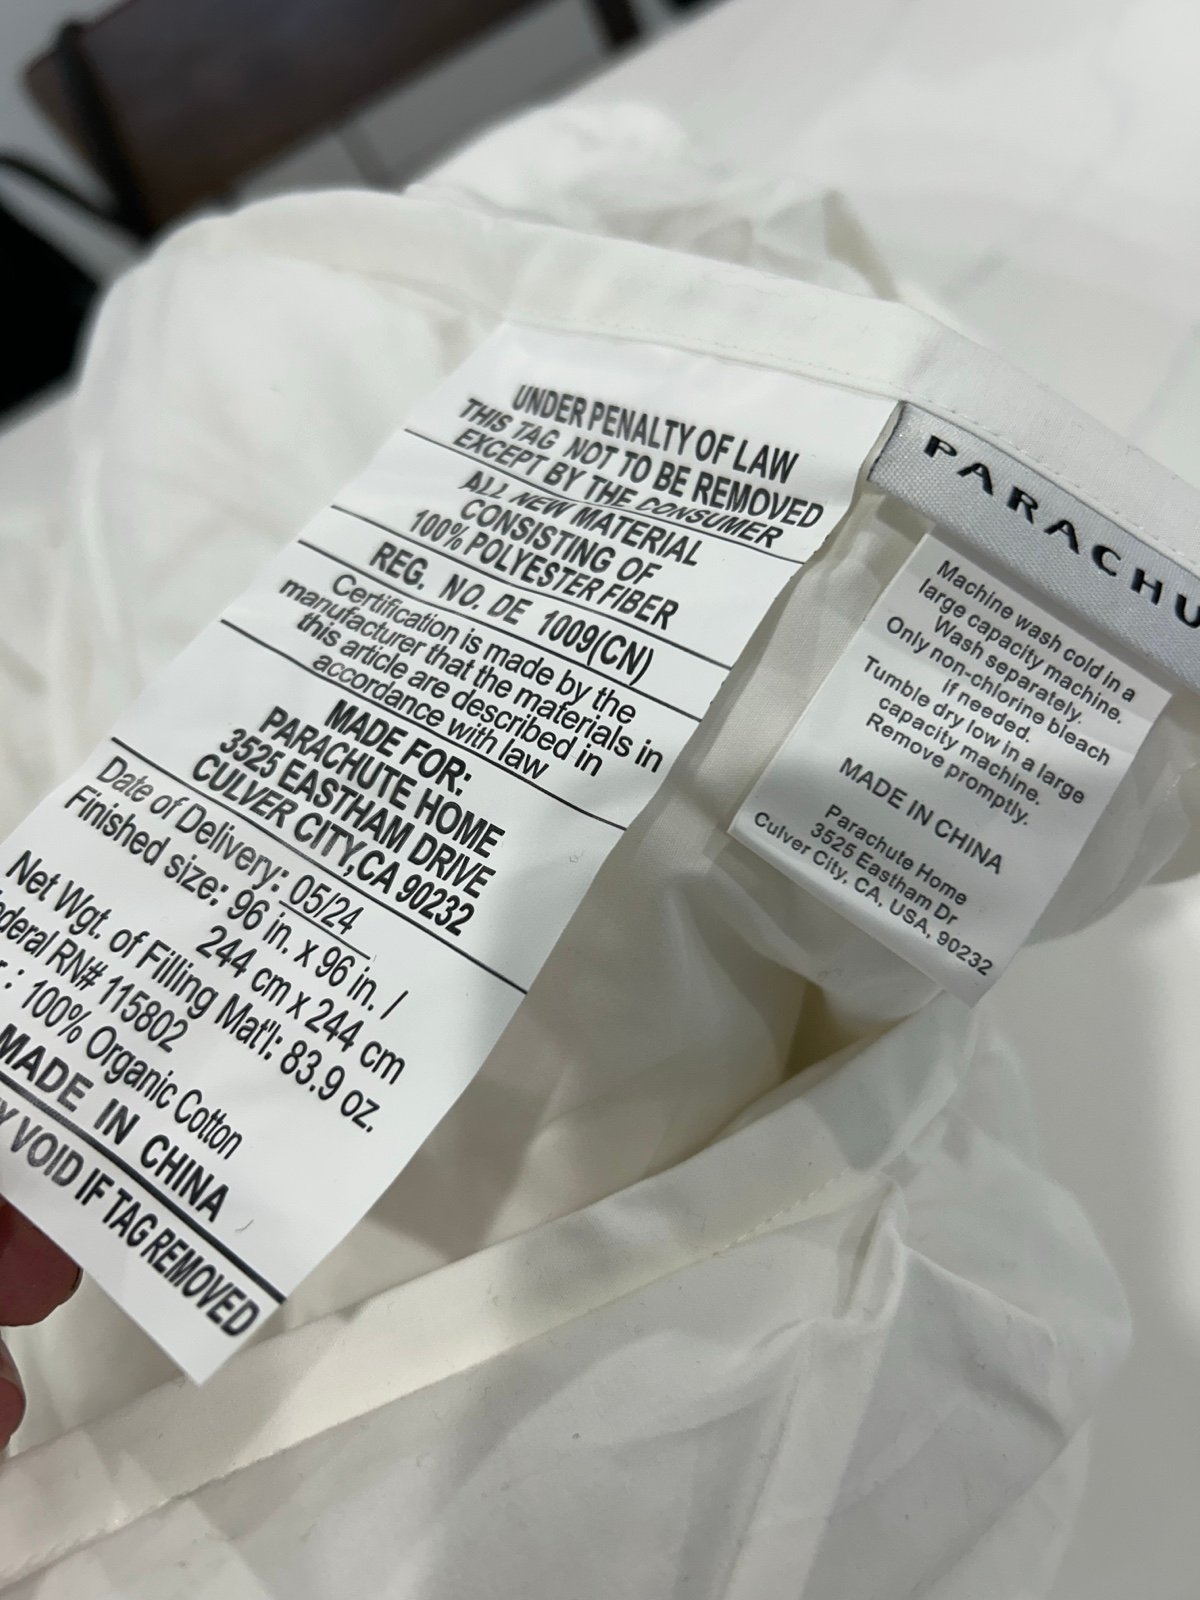 UNDER PENALTY OF LAW
THIS TAG NOT TO BE REMOVED
EXCEPT BY THE CONSUMER
ALL NEW MATERIAL
CONSISTING OF
100% POLYESTER FIBER
REG. NO. DE 1009(CN)
Certification is made by the
manufacturer that the materials in
this article are described in
accordance with law
MADE FOR:
PARACHUTE HOME
3525 EASTHAM DRIVE
CULVER CITY,CA 90232
Date of Delivery: 05/24
Finished size: 96 in. x 96 in. /
244 cm x 244 cm
Net Wgt. of Filling Mat'l: 83.9 oz.
RN# 115802
: 100% Organic Cotton
MADE IN CHINA
VOID IF TAG REMOVED
PARACHU
Machine wash cold in a
large capacity machine.
Wash separately.
Only non-chlorine bleach
if needed.
Tumble dry low in a large
capacity machine.
Remove promptly.
MADE IN CHINA
Parachute Home
3525 Eastham Dr
Culver City, CA, USA, 90232